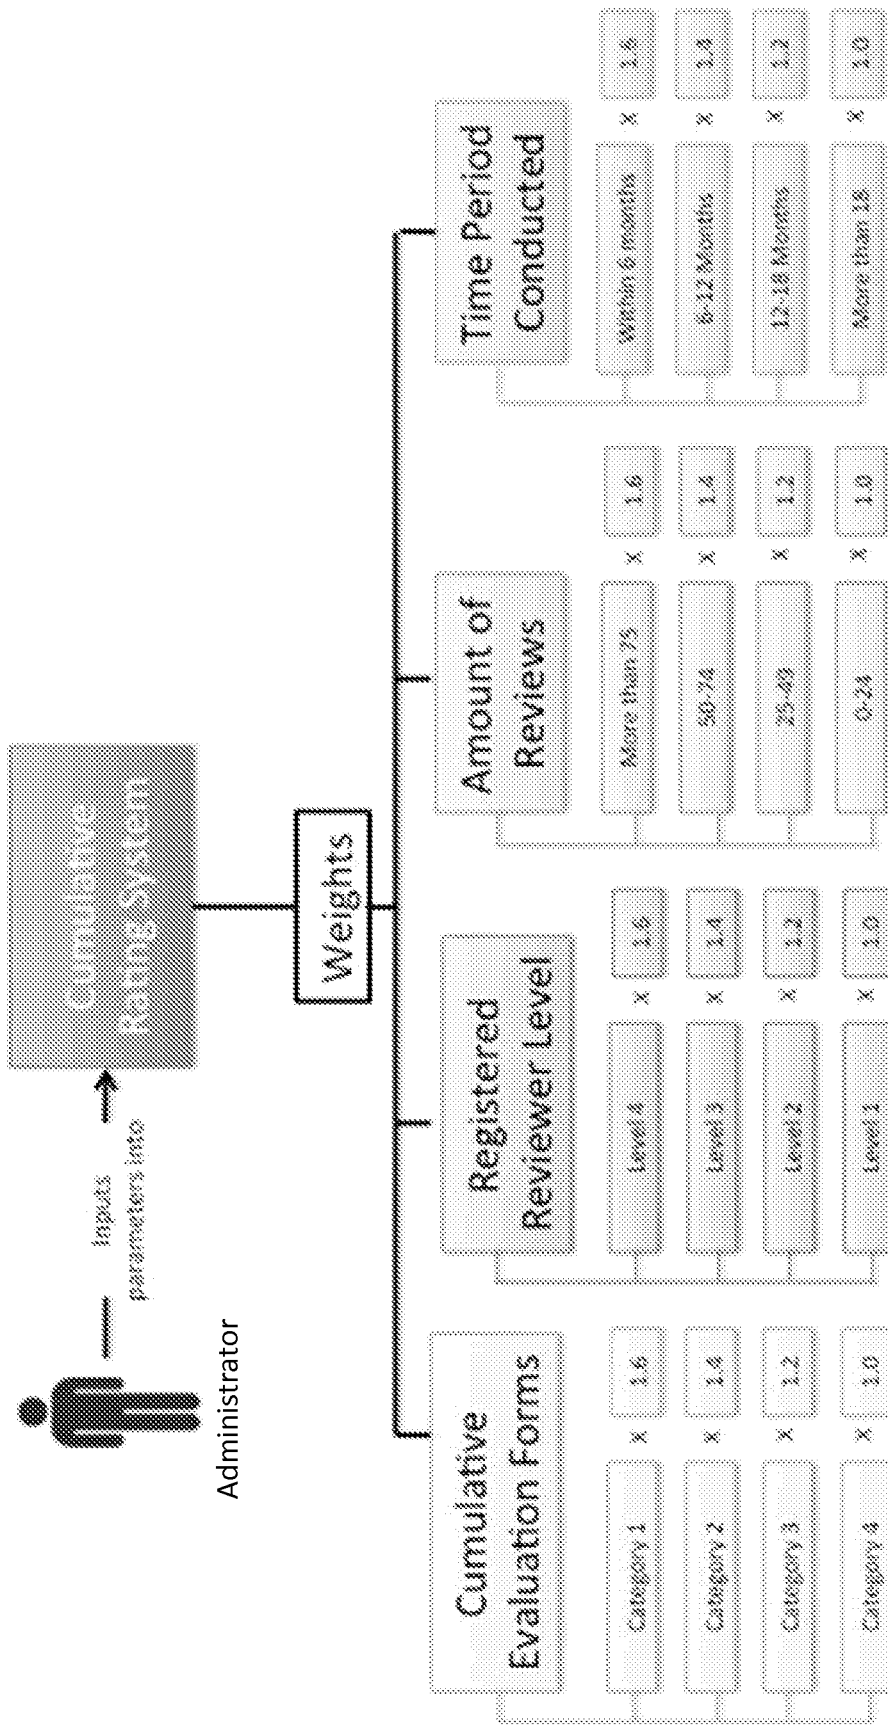 Administrator
Inputs
parameters into
Cumulative
Rating System
Weights
Cumulative
Evaluation Forms
Category 1 x 1.6
Category 2 x 1.4
Category 3 x 1.2
Category 4 x 1.0
Registered
Reviewer Level
Level 4 x 1.6
Level 3 x 1.4
Level 2 x 1.2
Level 1 x 1.0
Amount of
Reviews
More than 75 x 1.6
50-74 x 1.4
25-49 x 1.2
0-24 x 1.0
Time Period
Conducted
Within 6 months x 1.6
6-12 Months x 1.4
12-18 Months x 1.2
More than 18 x 1.0